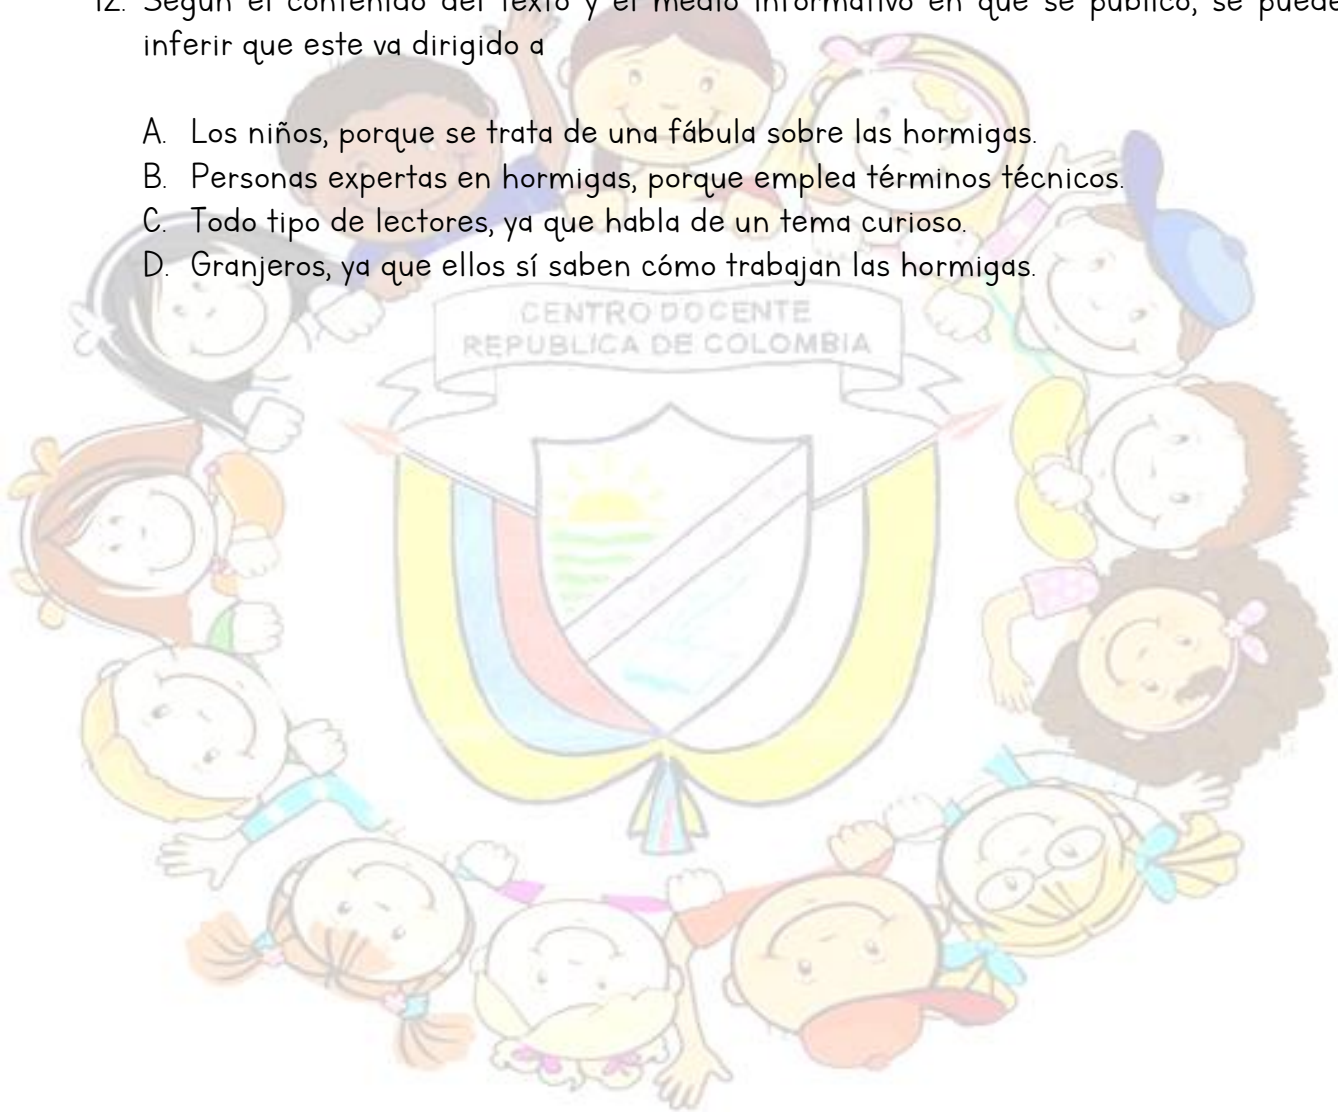 12. Según el contenido del texto y el medio informativo en que se publicó, se puede
inferir que este va dirigido a
A. Los niños, porque se trata de una fábula sobre las hormigas.
B. Personas expertas en hormigas, porque emplea términos técnicos.
C. Todo tipo de lectores, ya que habla de un tema curioso.
D. Granjeros, ya que ellos sí saben cómo trabajan las hormigas.
CENTRO DOCENTE
REPUBLICA DE COLOMBIA